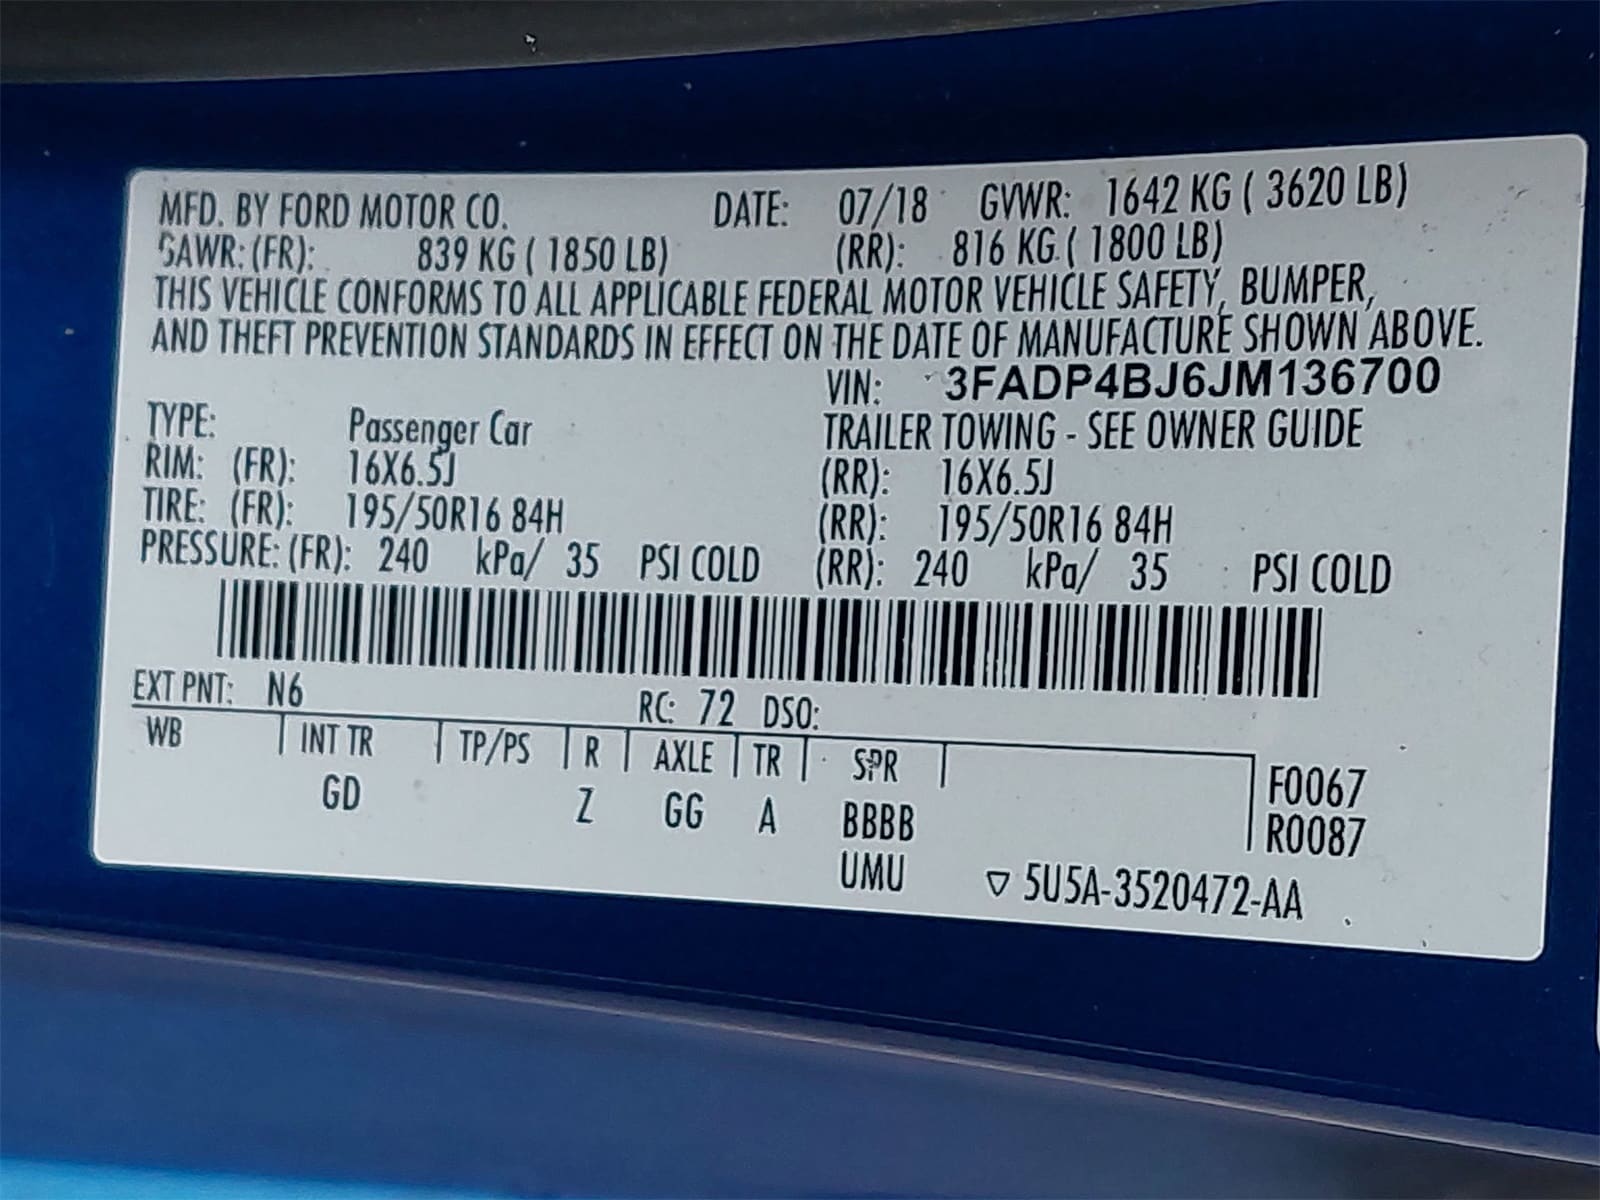 MFD. BY FORD MOTOR CO. DATE: 07/18 GVWR: 1642 KG ( 3620 LB)
GAWR: (FR): 839 KG ( 1850 LB) (RR): 816 KG ( 1800 LB)
THIS VEHICLE CONFORMS TO ALL APPLICABLE FEDERAL MOTOR VEHICLE SAFETY, BUMPER,
AND THEFT PREVENTION STANDARDS IN EFFECT ON THE DATE OF MANUFACTURE SHOWN ABOVE.
VIN: 3FADP4BJ6JM136700
TYPE: Passenger Car TRAILER TOWING - SEE OWNER GUIDE
RIM: (FR): 16X6.5J (RR): 16X6.5J
TIRE: (FR): 195/50R16 84H (RR): 195/50R16 84H
PRESSURE: (FR): 240 kPa/ 35 PSI COLD (RR): 240 kPa/ 35 PSI COLD
EXT PNT: N6 RC: 72 DSO:
WB INT TR TP/PS R AXLE TR SPR F0067
GD Z GG A BBBB R0087
UMU ▽ 5U5A-3520472-AA